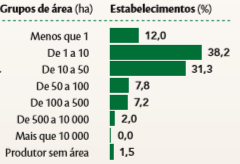 Grupos de área (ha) Estabelecimentos (%)
Menos que 1 12,0
De 1 a 10 38,2
De 10 a 50 31,3
De 50 a 100 7,8
De 100 a 500 7,2
De 500 a 10 000 2,0
Mais que 10 000 0,0
Produtor sem área 1,5